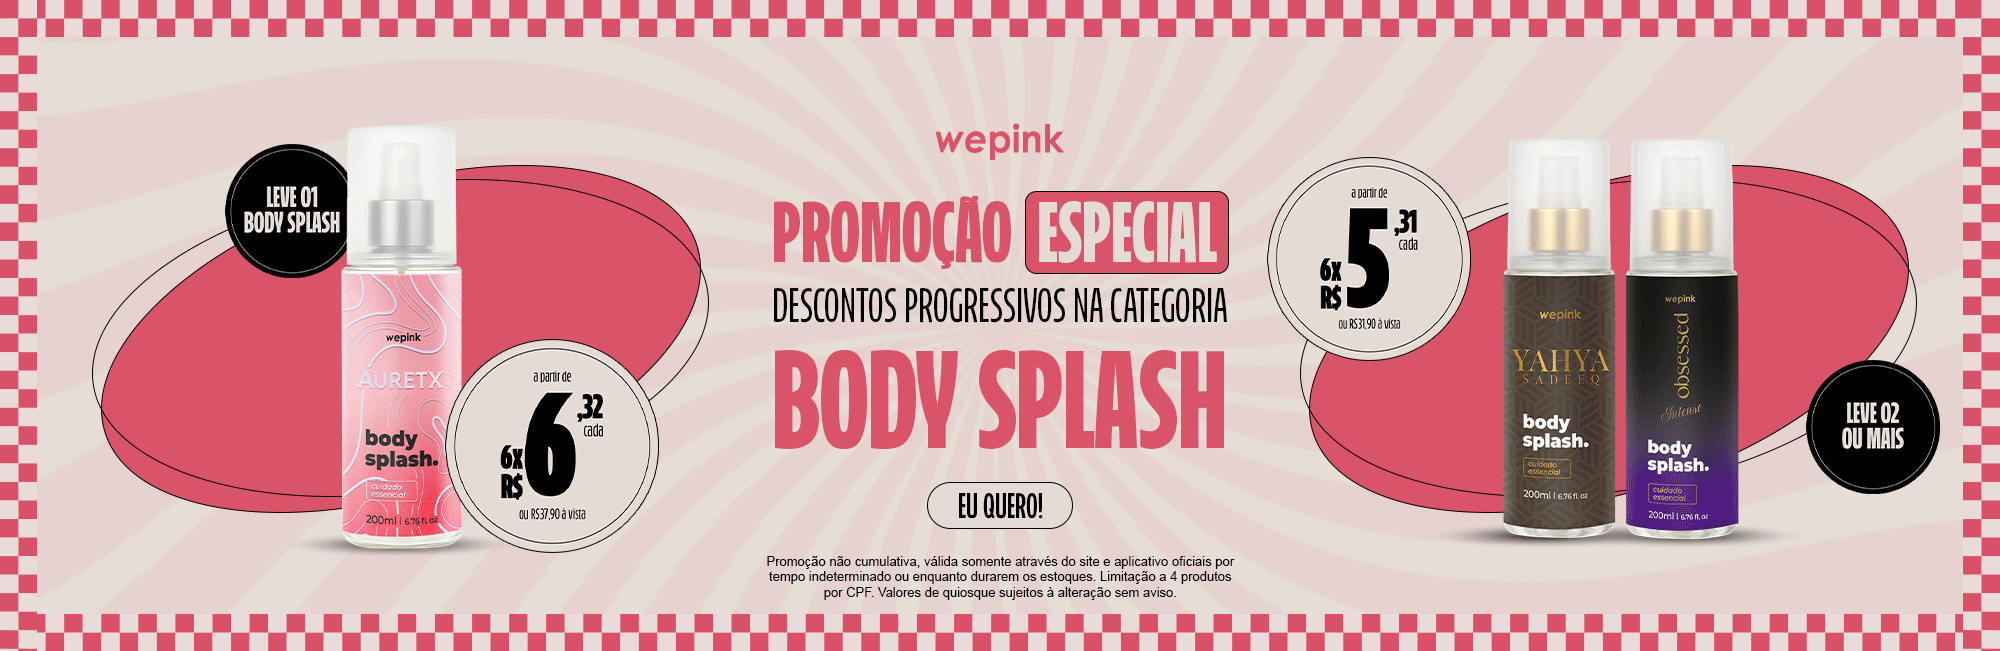 LEVE 01
BODY SPLASH
wepink
AURETX
body
splash.
cuidado
essencial
200ml | 6.76 fl. oz
a partir de
6x
R$
6,32
cada
ou R$37,90 à vista
wepink
PROMOÇÃO ESPECIAL
DESCONTOS PROGRESSIVOS NA CATEGORIA
BODY SPLASH
EU QUERO!
Promoção não cumulativa, válida somente através do site e aplicativo oficiais por
tempo indeterminado ou enquanto durarem os estoques. Limitação a 4 produtos
por CPF. Valores de quiosque sujeitos à alteração sem aviso.
a partir de
6x
R$
5,31
cada
ou R$31,90 à vista
wepink
YAHYA
SADEEQ
body
splash.
cuidado
essencial
200ml | 6.76 fl. oz
wepink
obsessed
Intense
body
splash.
cuidado
essencial
200ml | 6.76 fl. oz
LEVE 02
OU MAIS